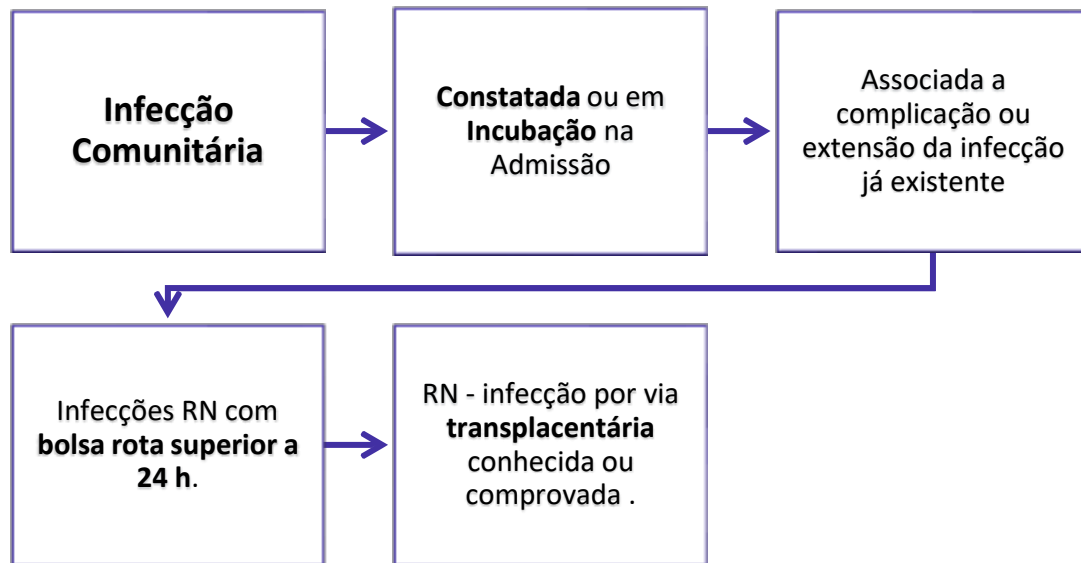 Infecção
Comunitária
Constatada ou em
Incubação na
Admissão
Associada a
complicação ou
extensão da infecção
já existente
Infecções RN com
bolsa rota superior a
24 h.
RN - infecção por via
transplacentária
conhecida ou
comprovada .